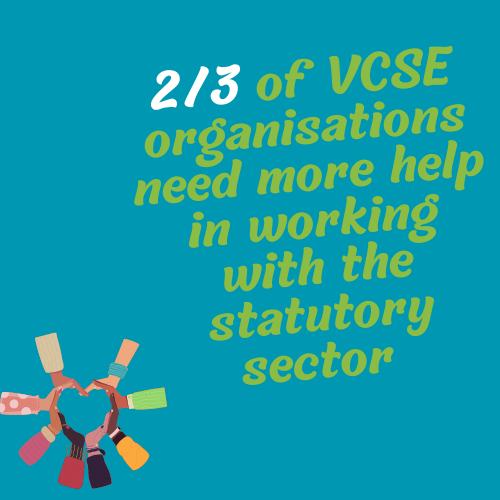 2/3 of VCSE
organisations
need more help
in working
with the
statutory
sector